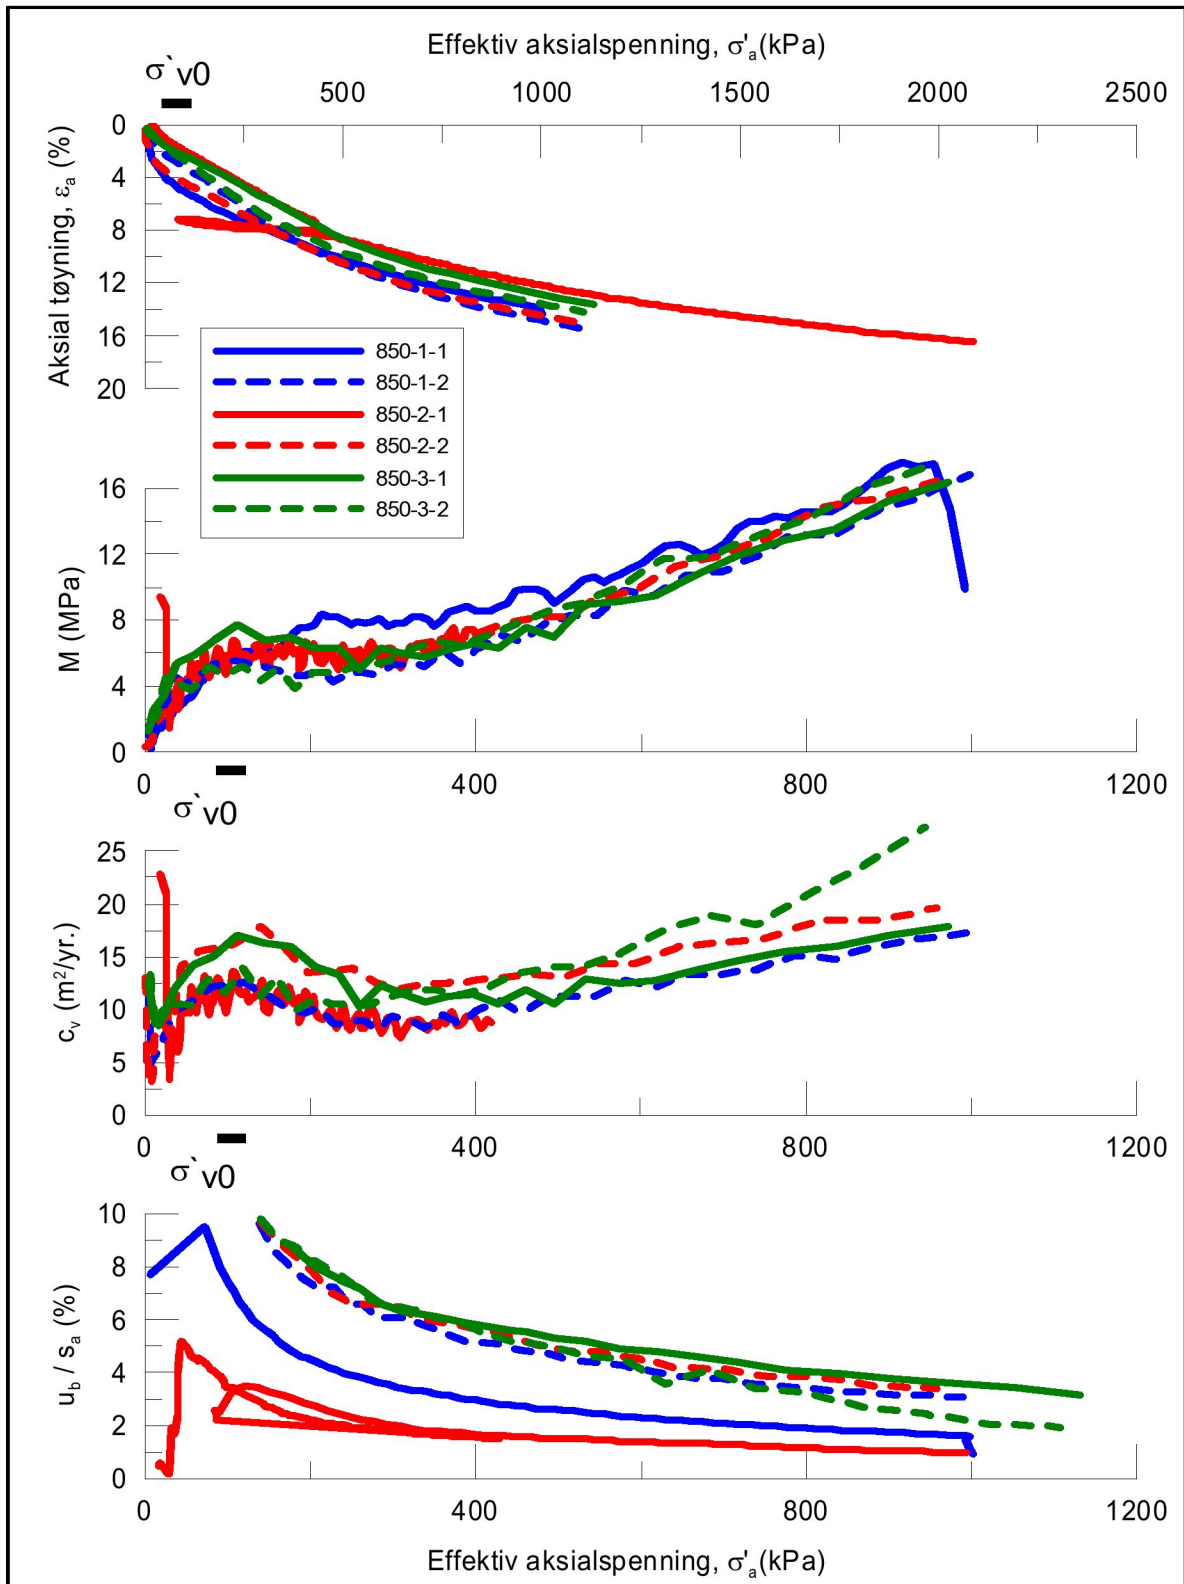 Effektiv aksialspenning, σ'a(kPa)
σ`v0
500 1000 1500 2000 2500
Aksial tøyning, εa (%)
0
4
8
12
16
20
850-1-1
850-1-2
850-2-1
850-2-2
850-3-1
850-3-2
M (MPa)
16
12
8
4
0
0 400 800 1200
σ`v0
cv (m²/yr.)
25
20
15
10
5
0
0 400 800 1200
σ`v0
ub / sa (%)
10
8
6
4
2
0
0 400 800 1200
Effektiv aksialspenning, σ'a(kPa)